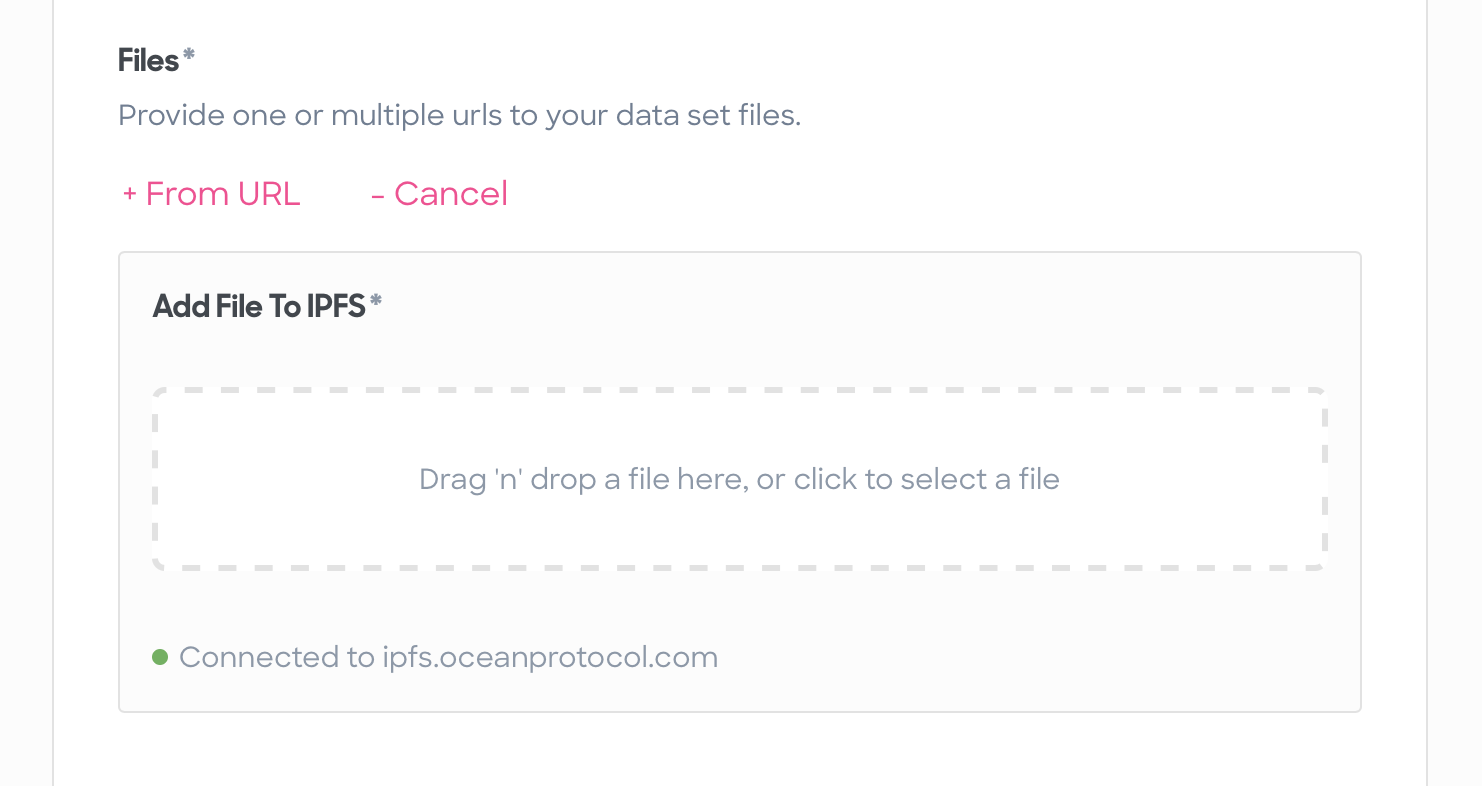 Files*
Provide one or multiple urls to your data set files.
+ From URL – Cancel
Add File To IPFS*
Drag 'n' drop a file here, or click to select a file
Connected to ipfs.oceanprotocol.com